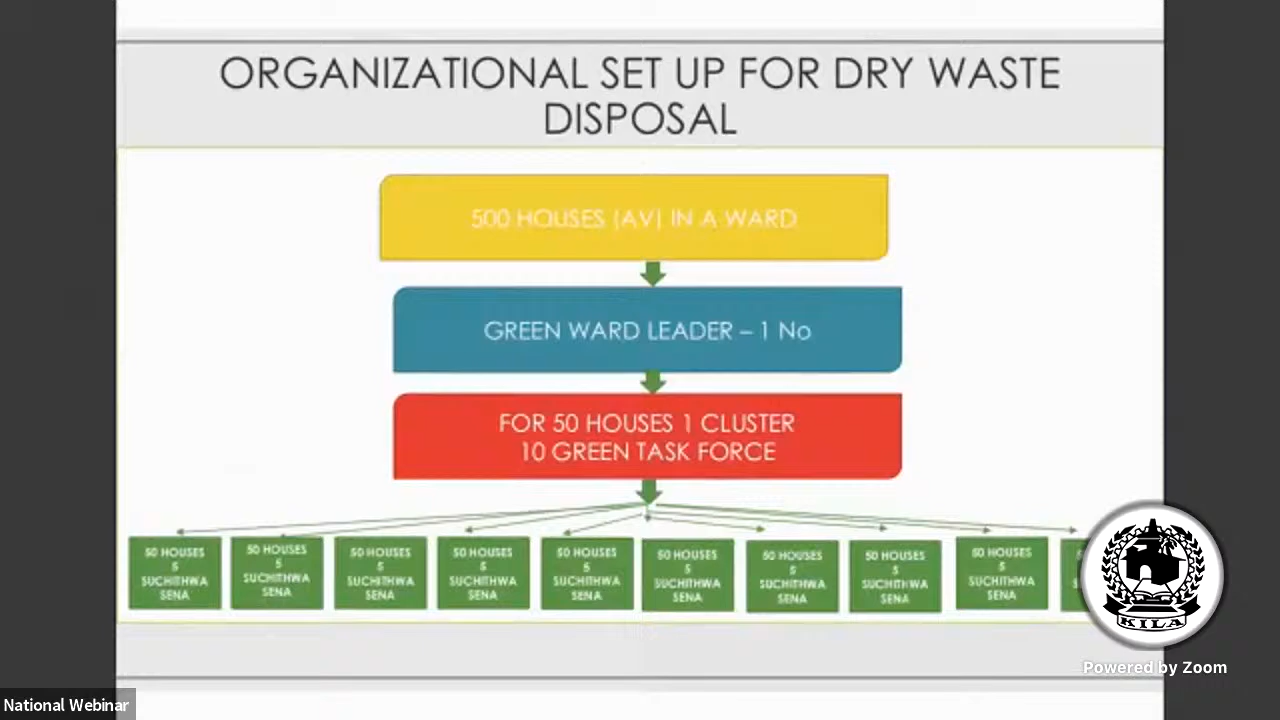 ORGANIZATIONAL SET UP FOR DRY WASTE
DISPOSAL
500 HOUSES (AV) IN A WARD
GREEN WARD LEADER – 1 No
FOR 50 HOUSES 1 CLUSTER
10 GREEN TASK FORCE
50 HOUSES
5
SUCHITHWA
SENA
50 HOUSES
5
SUCHITHWA
SENA
50 HOUSES
5
SUCHITHWA
SENA
50 HOUSES
5
SUCHITHWA
SENA
50 HOUSES
5
SUCHITHWA
SENA
50 HOUSES
5
SUCHITHWA
SENA
50 HOUSES
5
SUCHITHWA
SENA
50 HOUSES
5
SUCHITHWA
SENA
50 HOUSES
5
SUCHITHWA
SENA
KILA
Powered by Zoom
National Webinar